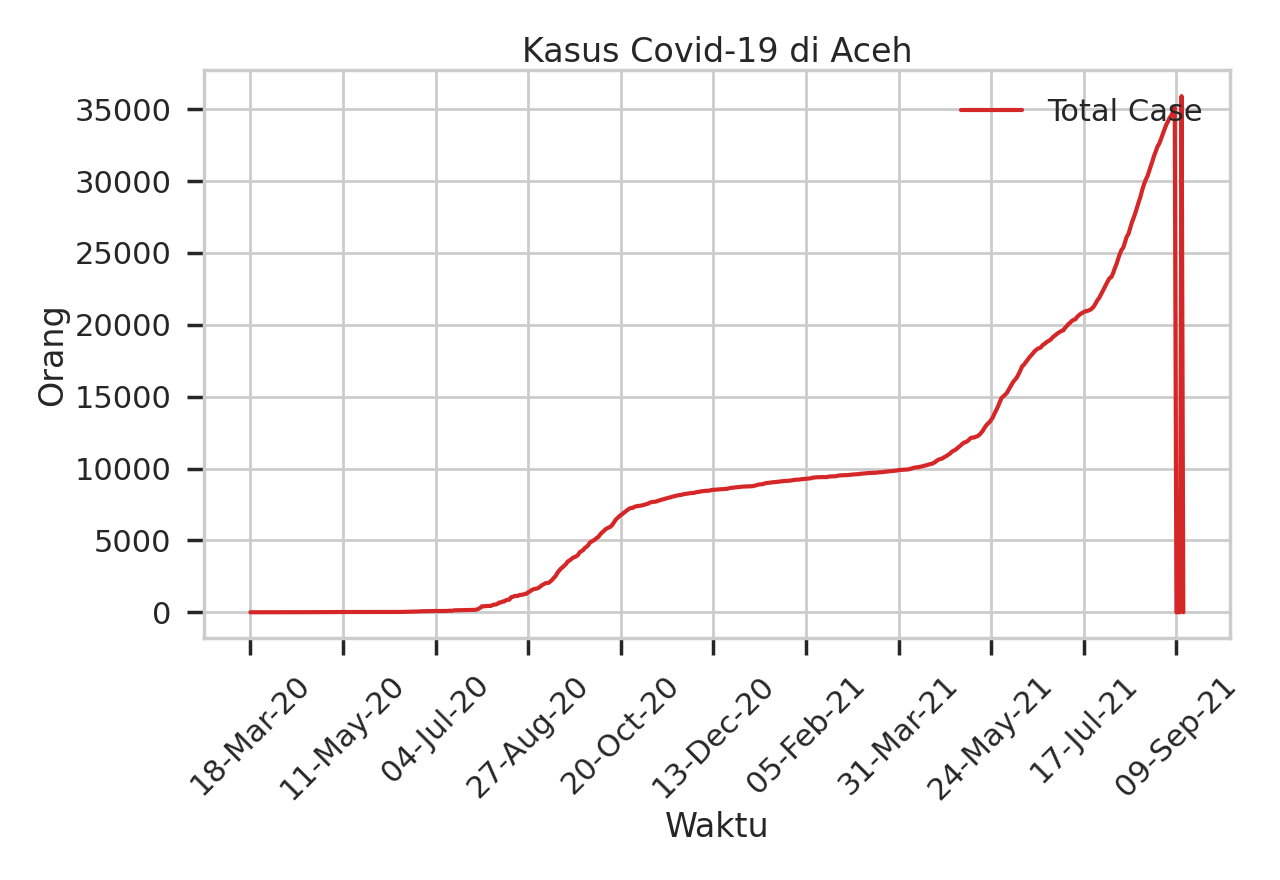 Kasus Covid-19 di Aceh
Total Case
35000
30000
25000
20000
15000
10000
5000
0
Orang
18-Mar-20
11-May-20
04-Jul-20
27-Aug-20
20-Oct-20
13-Dec-20
05-Feb-21
31-Mar-21
24-May-21
17-Jul-21
09-Sep-21
Waktu